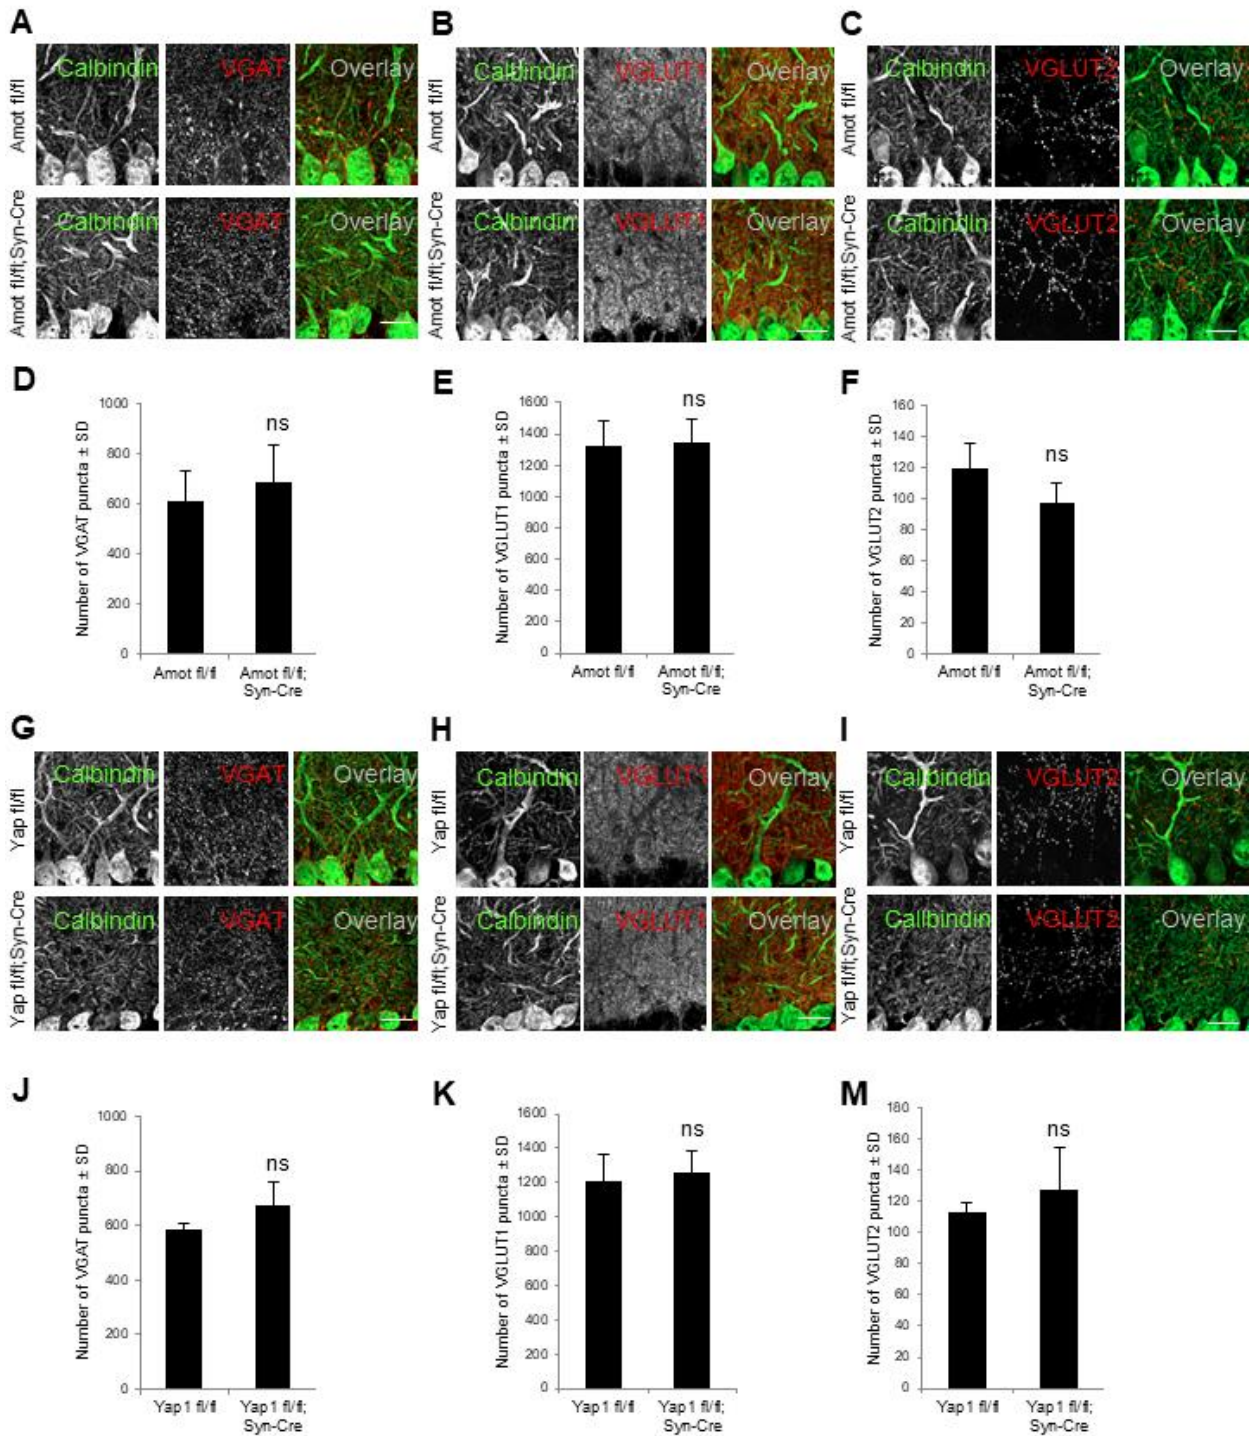 A
B
C
Amot fl/fl
Calbindin
VGAT
Overlay
Amot fl/fl
Calbindin
VGLUT1
Overlay
Amot fl/fl
Calbindin
VGLUT2
Overlay
Amot fl/fl;Syn-Cre
Calbindin
VGAT
Overlay
Amot fl/fl;Syn-Cre
Calbindin
VGLUT1
Overlay
Amot fl/fl;Syn-Cre
Calbindin
VGLUT2
Overlay
D
Number of VGAT puncta ± SD
1000
800
600
400
200
0
ns
Amot fl/fl
Amot fl/fl;
Syn-Cre
E
Number of VGLUT1 puncta ± SD
1600
1400
1200
1000
800
600
400
200
0
ns
Amot fl/fl
Amot fl/fl;
Syn-Cre
F
Number of VGLUT2 puncta ± SD
160
140
120
100
80
60
40
20
0
ns
Amot fl/fl
Amot fl/fl;
Syn-Cre
G
H
I
Yap fl/fl
Calbindin
VGAT
Overlay
Yap fl/fl
Calbindin
VGLUT1
Overlay
Yap fl/fl
Calbindin
VGLUT2
Overlay
Yap fl/fl;Syn-Cre
Calbindin
VGAT
Overlay
Yap fl/fl;Syn-Cre
Calbindin
VGLUT1
Overlay
Yap fl/fl;Syn-Cre
Calbindin
VGLUT2
Overlay
J
Number of VGAT puncta ± SD
1000
800
600
400
200
0
ns
Yap1 fl/fl
Yap1 fl/fl;
Syn-Cre
K
Number of VGLUT1 puncta ± SD
1600
1400
1200
1000
800
600
400
200
0
ns
Yap1 fl/fl
Yap1 fl/fl;
Syn-Cre
M
Number of VGLUT2 puncta ± SD
180
160
140
120
100
80
60
40
20
0
ns
Yap1 fl/fl
Yap1 fl/fl;
Syn-Cre